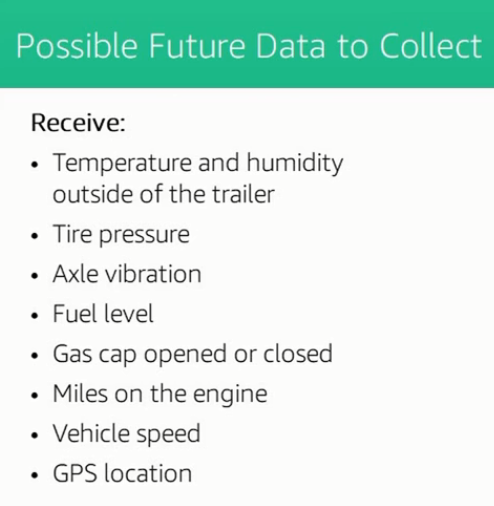 Possible Future Data to Collect
Receive:
• Temperature and humidity
outside of the trailer
• Tire pressure
• Axle vibration
• Fuel level
• Gas cap opened or closed
• Miles on the engine
• Vehicle speed
• GPS location